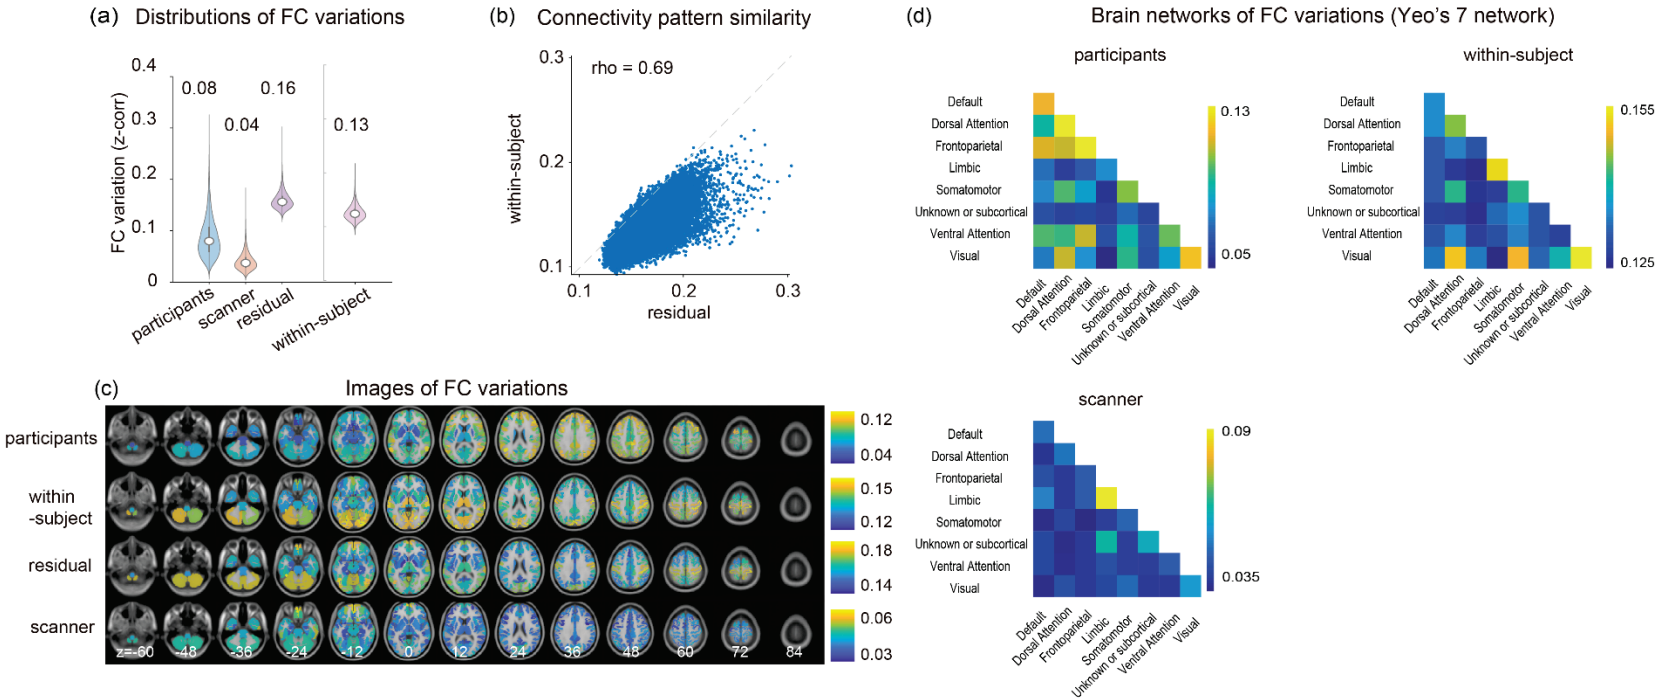 (a) Distributions of FC variations
0.4
0.3
0.2
0.1
0
FC variation (z-corr)
0.08
0.04
0.16
0.13
participants
scanner
residual
within-subject
(b) Connectivity pattern similarity
rho = 0.69
0.3
0.2
0.1
within-subject
0.1 0.2 0.3
residual
(c) Images of FC variations
participants
0.12
0.04
within
-subject
0.15
0.12
residual
0.18
0.14
scanner
0.06
0.03
z=-60 -48 -36 -24 -12 0 12 24 36 48 60 72 84
(d) Brain networks of FC variations (Yeo's 7 network)
participants
Default
Dorsal Attention
Frontoparietal
Limbic
Somatomotor
Unknown or subcortical
Ventral Attention
Visual
Default
Dorsal Attention
Frontoparietal
Limbic
Somatomotor
Unknown or subcortical
Ventral Attention
Visual
0.13
0.05
within-subject
Default
Dorsal Attention
Frontoparietal
Limbic
Somatomotor
Unknown or subcortical
Ventral Attention
Visual
Default
Dorsal Attention
Frontoparietal
Limbic
Somatomotor
Unknown or subcortical
Ventral Attention
Visual
0.155
0.125
scanner
Default
Dorsal Attention
Frontoparietal
Limbic
Somatomotor
Unknown or subcortical
Ventral Attention
Visual
Default
Dorsal Attention
Frontoparietal
Limbic
Somatomotor
Unknown or subcortical
Ventral Attention
Visual
0.09
0.035